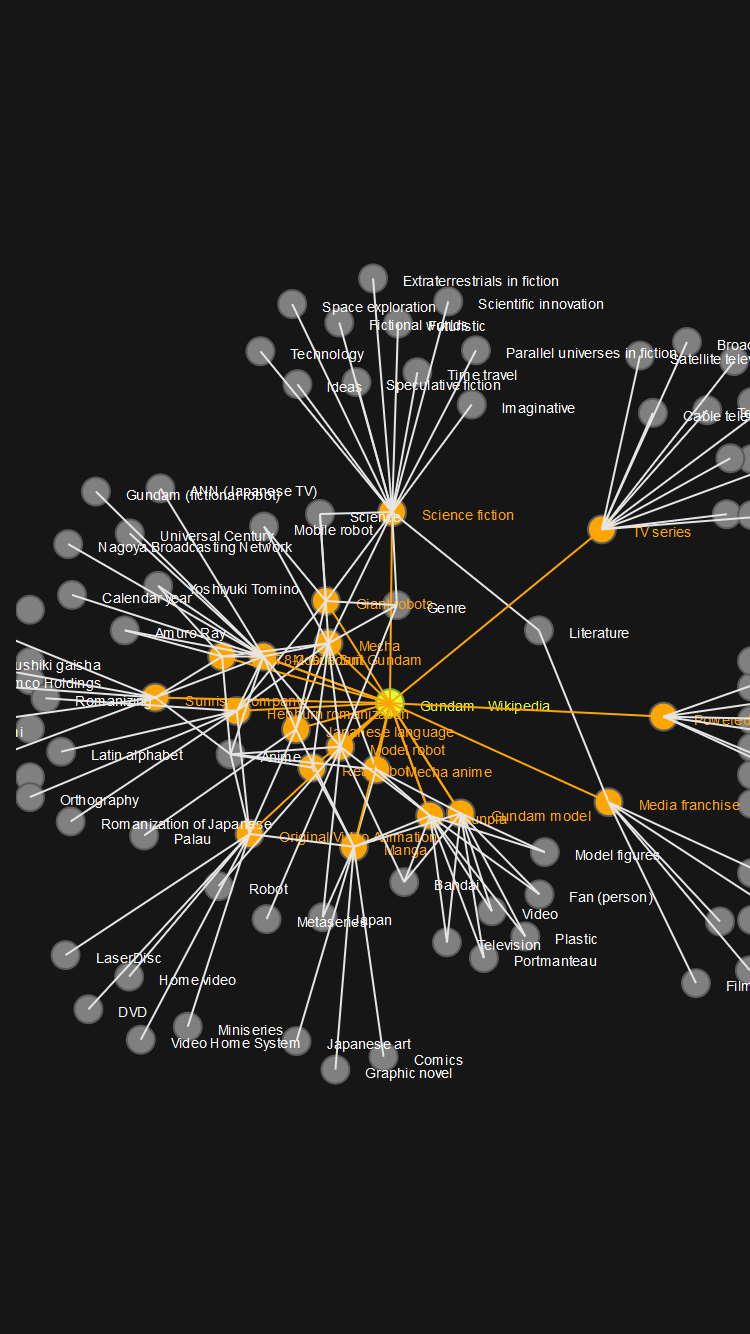 Extraterrestrials in fiction
Space exploration
Scientific innovation
Fictional worlds
Futuristic
Technology
Parallel universes in fiction
Satellite telev
Ideas
Speculative fiction
Time travel
Imaginative
Cable tele
ANN (Japanese TV)
Gundam (fictional robot)
Science
Science fiction
Mobile robot
TV series
Universal Century
Nagoya Broadcasting Network
Yoshiyuki Tomino
Calendar year
Giant robots
Genre
Amuro Ray
Literature
Mecha
Gundam
ushiki gaisha
mco Holdings
Romanizing
Sunrise (company)
Gundam - Wikipedia
Hepburn romanization
Powered
Japanese language
Model robot
Latin alphabet
Anime
Real robot
Mecha anime
Orthography
Media franchise
Gunpla
Gundam model
Romanization of Japanese
Palau
Original Video Animation
Manga
Model figures
Bandai
Robot
Fan (person)
Video
Metaseries
Japan
Television
Plastic
Portmanteau
LaserDisc
Home video
Film
DVD
Miniseries
Video Home System
Japanese art
Comics
Graphic novel